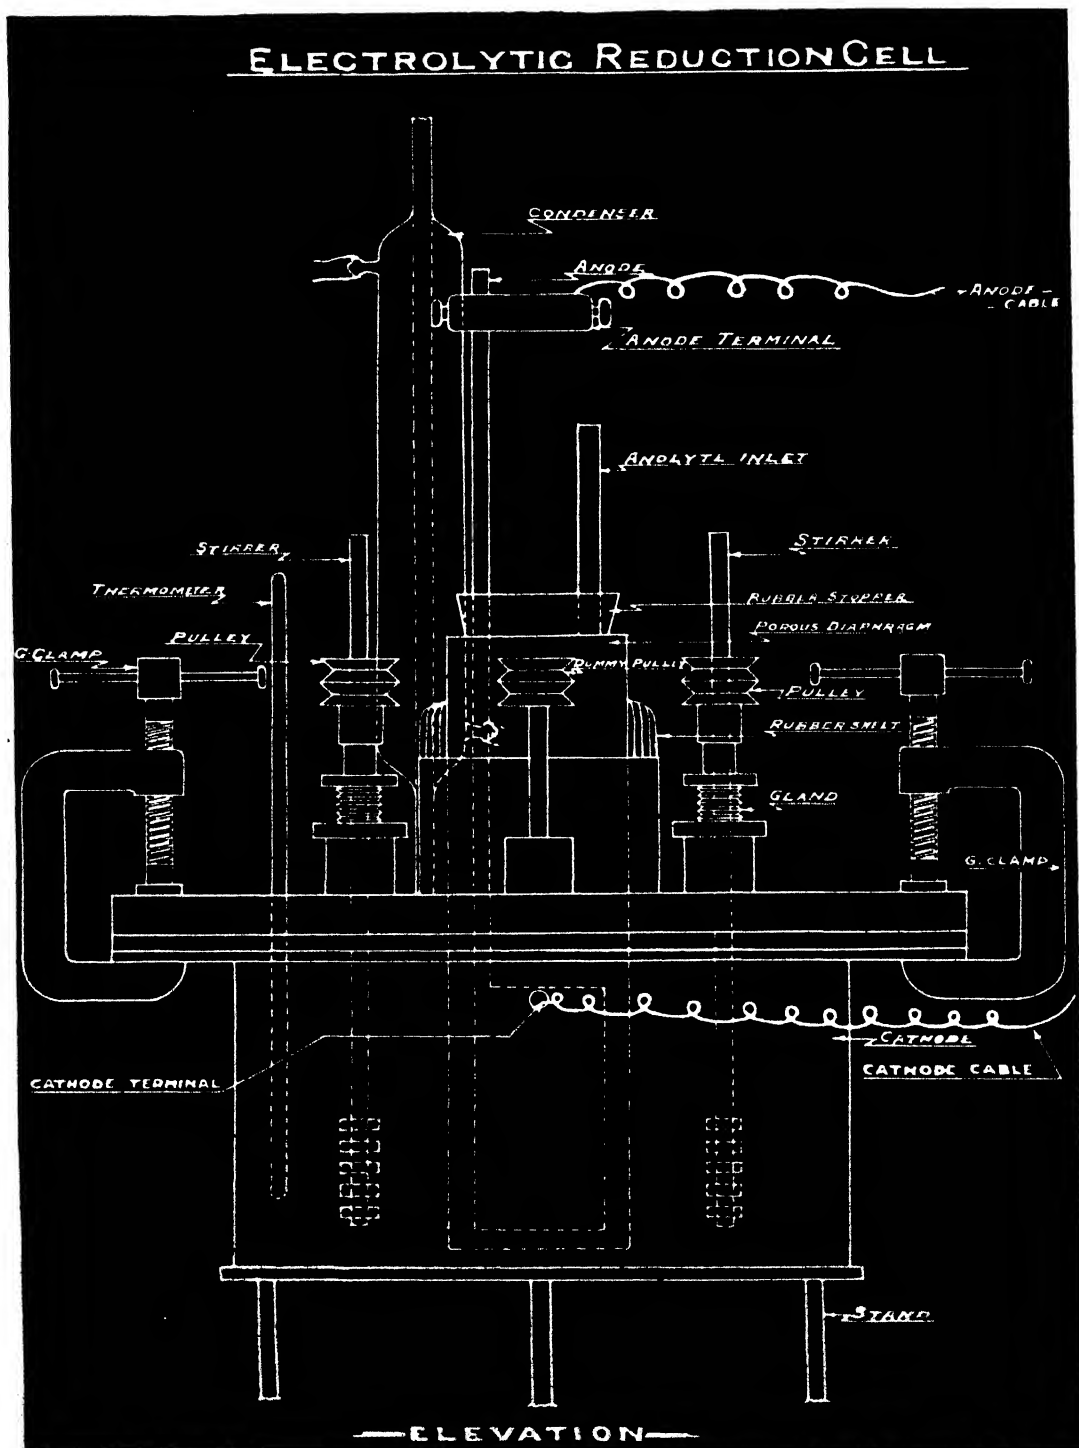 ELECTROLYTIC REDUCTION CELL
CONDENSER
ANODE
ANODE-
-CABLE
ANODE TERMINAL
ANOLYTE INLET
STIRRER
STIRRER
THERMOMETER
RUBBER STOPPER
POROUS DIAPHRAGM
PULLEY
G.CLAMP
DUMMY PULLEY
PULLEY
RUBBER
GLAND
G.CLAMP
CATHODE
CATHODE TERMINAL
CATHODE CABLE
STAND
—ELEVATION—